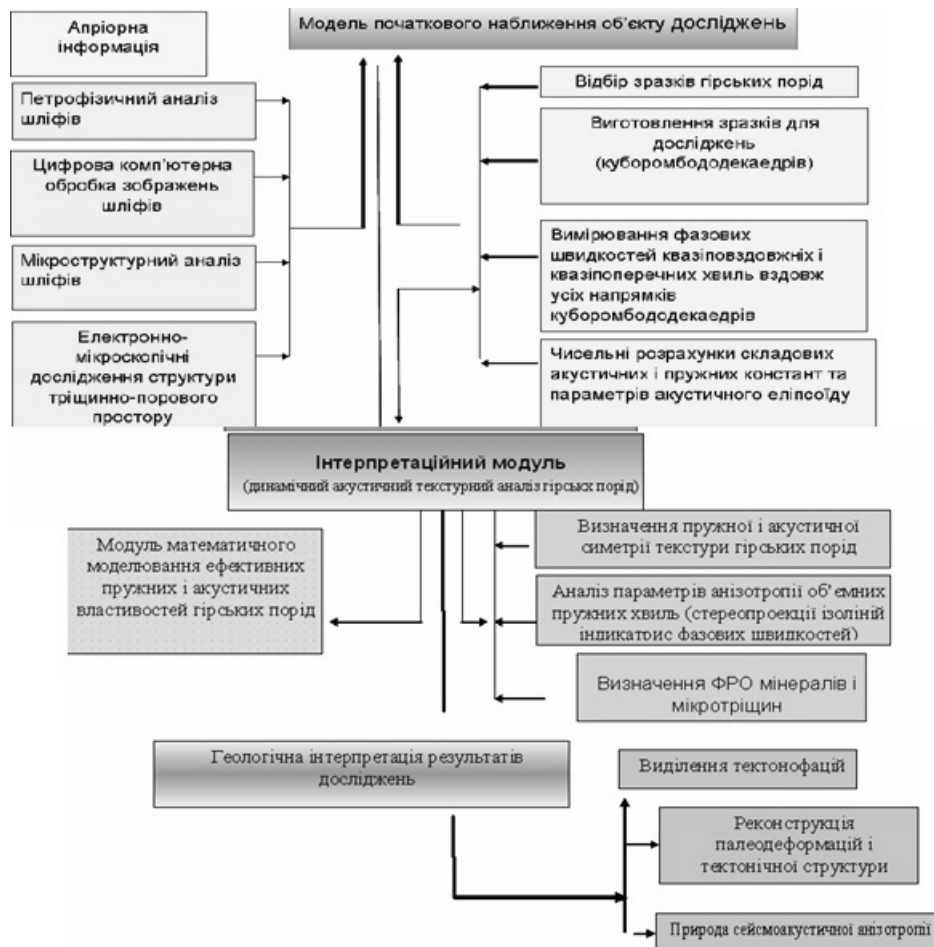 Модель початкового наближення об’єкту досліджень
Апріорна
інформація
Петрофізичний аналіз
шліфів
Цифрова комп’ютерна
обробка зображень
шліфів
Мікроструктурний аналіз
шліфів
Електронно-
мікроскопічні
дослідження структури
тріщинно-порового
простору
Відбір зразків гірських порід
Виготовлення зразків для
досліджень
(куборомбододекаедрів)
Вимірювання фазових
швидкостей квазіповздовжніх і
квазіпоперечних хвиль вздовж
усіх напрямків
куборомбододекаедрів
Чисельні розрахунки складових
акустичних і пружних констант та
параметрів акустичного еліпсоїду
Інтерпретаційний модуль
(динамічний акустичний текстурний аналіз гірськх порід)
Модуль математичного
моделювання ефективних
пружних і акустичних
властивостей гірських порід
Визначення пружної і акустичної
симетрії текстури гірських порід
Аналіз параметрів анізотропії об’ємних
пружних хвиль (стереопроекції ізоліній
індикатрис фазових швидкостей)
Визначення ФРО мінералів і
мікротріщин
Геологічна інтерпретація результатів
досліджень
Виділення тектонофацій
Реконструкція
палеодеформацій і
тектонічної структури
Природа сейсмоакустичної анізотропії